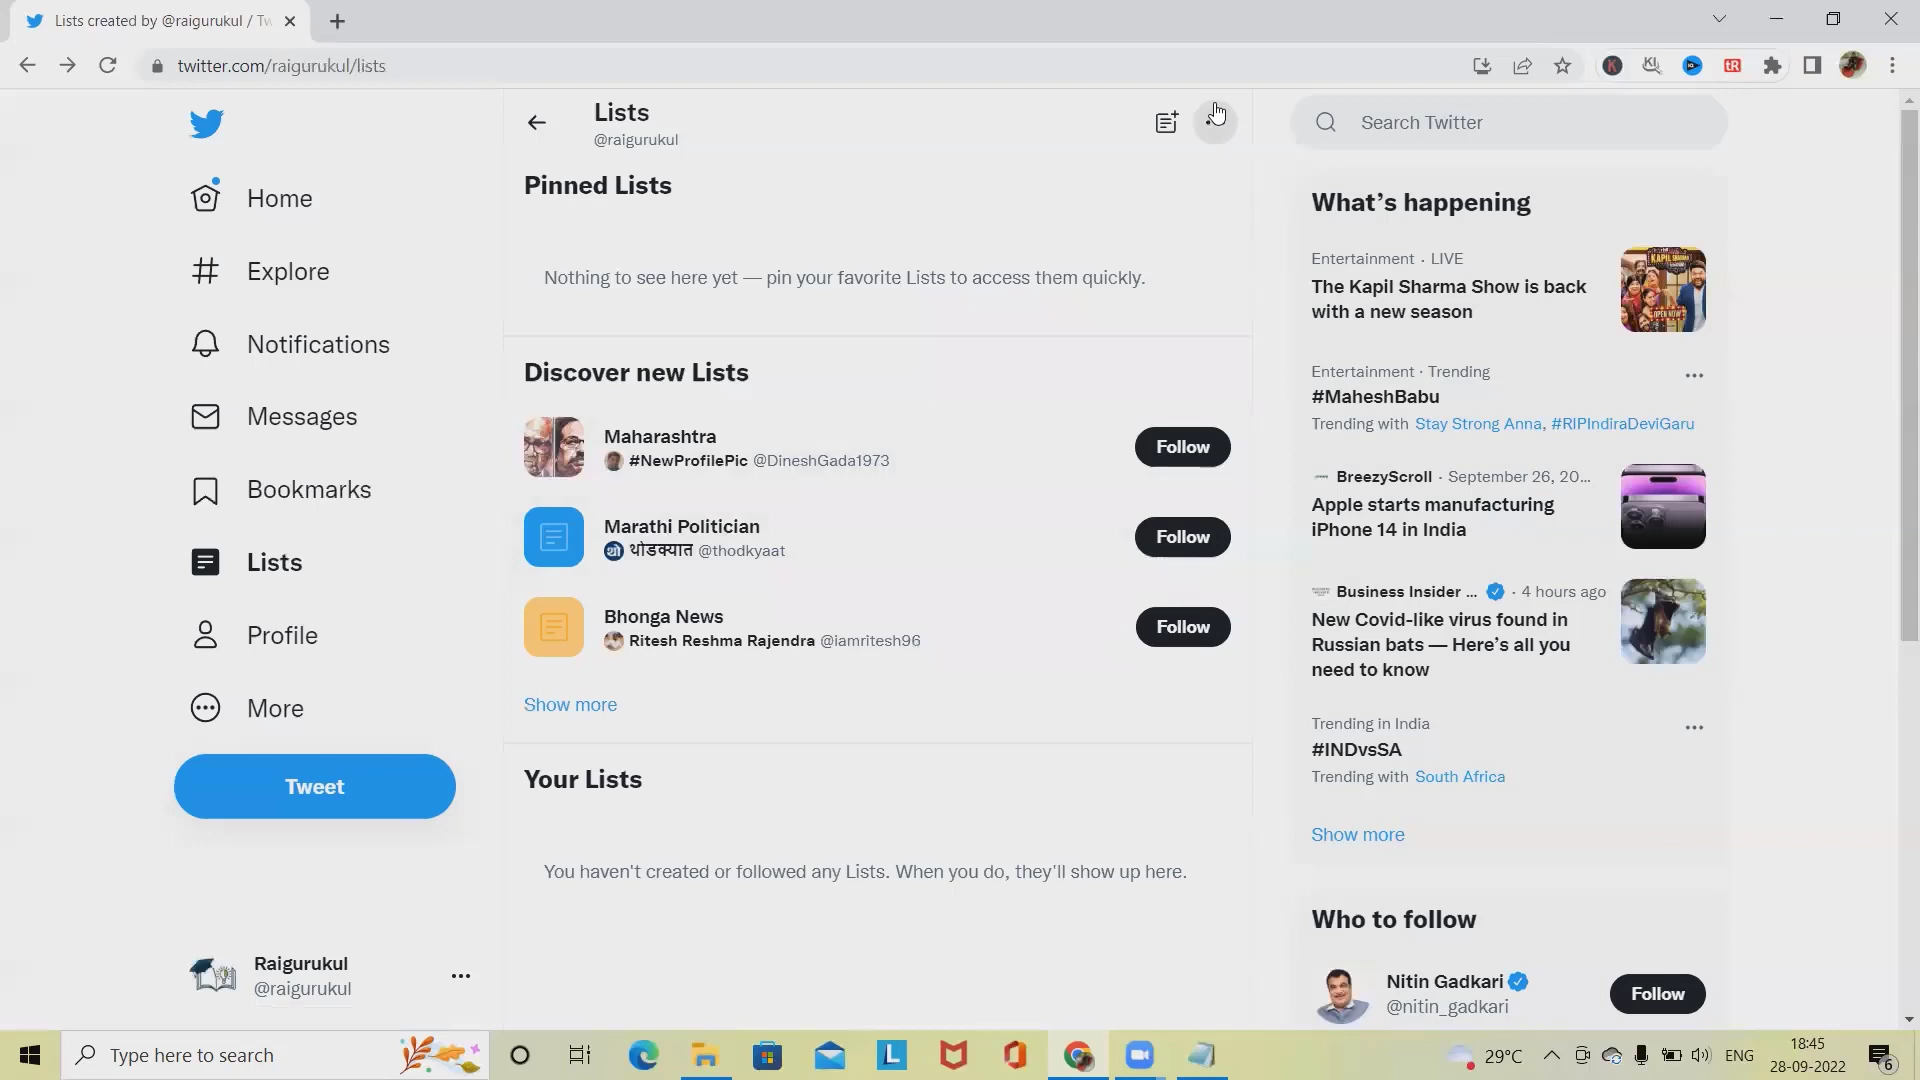 Lists created by @raigurukul / Tw
twitter.com/raigurukul/lists
Lists
@raigurukul
Search Twitter
Home
Explore
Notifications
Messages
Bookmarks
Lists
Profile
More
Tweet
Raigurukul
@raigurukul
Pinned Lists
Nothing to see here yet — pin your favorite Lists to access them quickly.
Discover new Lists
Maharashtra
#NewProfilePic @DineshGada1973
Follow
Marathi Politician
थो थोडक्यात @thodkyaat
Follow
Bhonga News
Ritesh Reshma Rajendra @iamritesh96
Follow
Show more
Your Lists
You haven't created or followed any Lists. When you do, they'll show up here.
What's happening
Entertainment · LIVE
The Kapil Sharma Show is back
with a new season
Entertainment · Trending
#MaheshBabu
Trending with Stay Strong Anna, #RIPIndiraDeviGaru
BreezyScroll · September 26, 20...
Apple starts manufacturing
iPhone 14 in India
Business Insider ... · 4 hours ago
New Covid-like virus found in
Russian bats — Here's all you
need to know
Trending in India
#INDvsSA
Trending with South Africa
Show more
Who to follow
Nitin Gadkari
@nitin_gadkari
Follow
Type here to search
29°C
ENG
18:45
28-09-2022
6